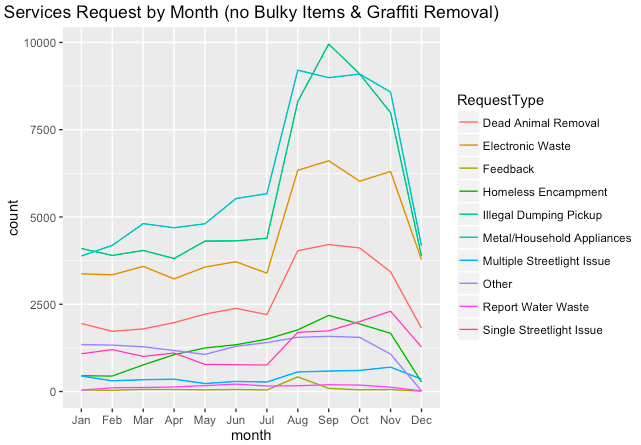 Services Request by Month (no Bulky Items & Graffiti Removal)
10000
7500
5000
2500
0
count
Jan Feb Mar Apr May Jun Jul Aug Sep Oct Nov Dec
month
RequestType
Dead Animal Removal
Electronic Waste
Feedback
Homeless Encampment
Illegal Dumping Pickup
Metal/Household Appliances
Multiple Streetlight Issue
Other
Report Water Waste
Single Streetlight Issue